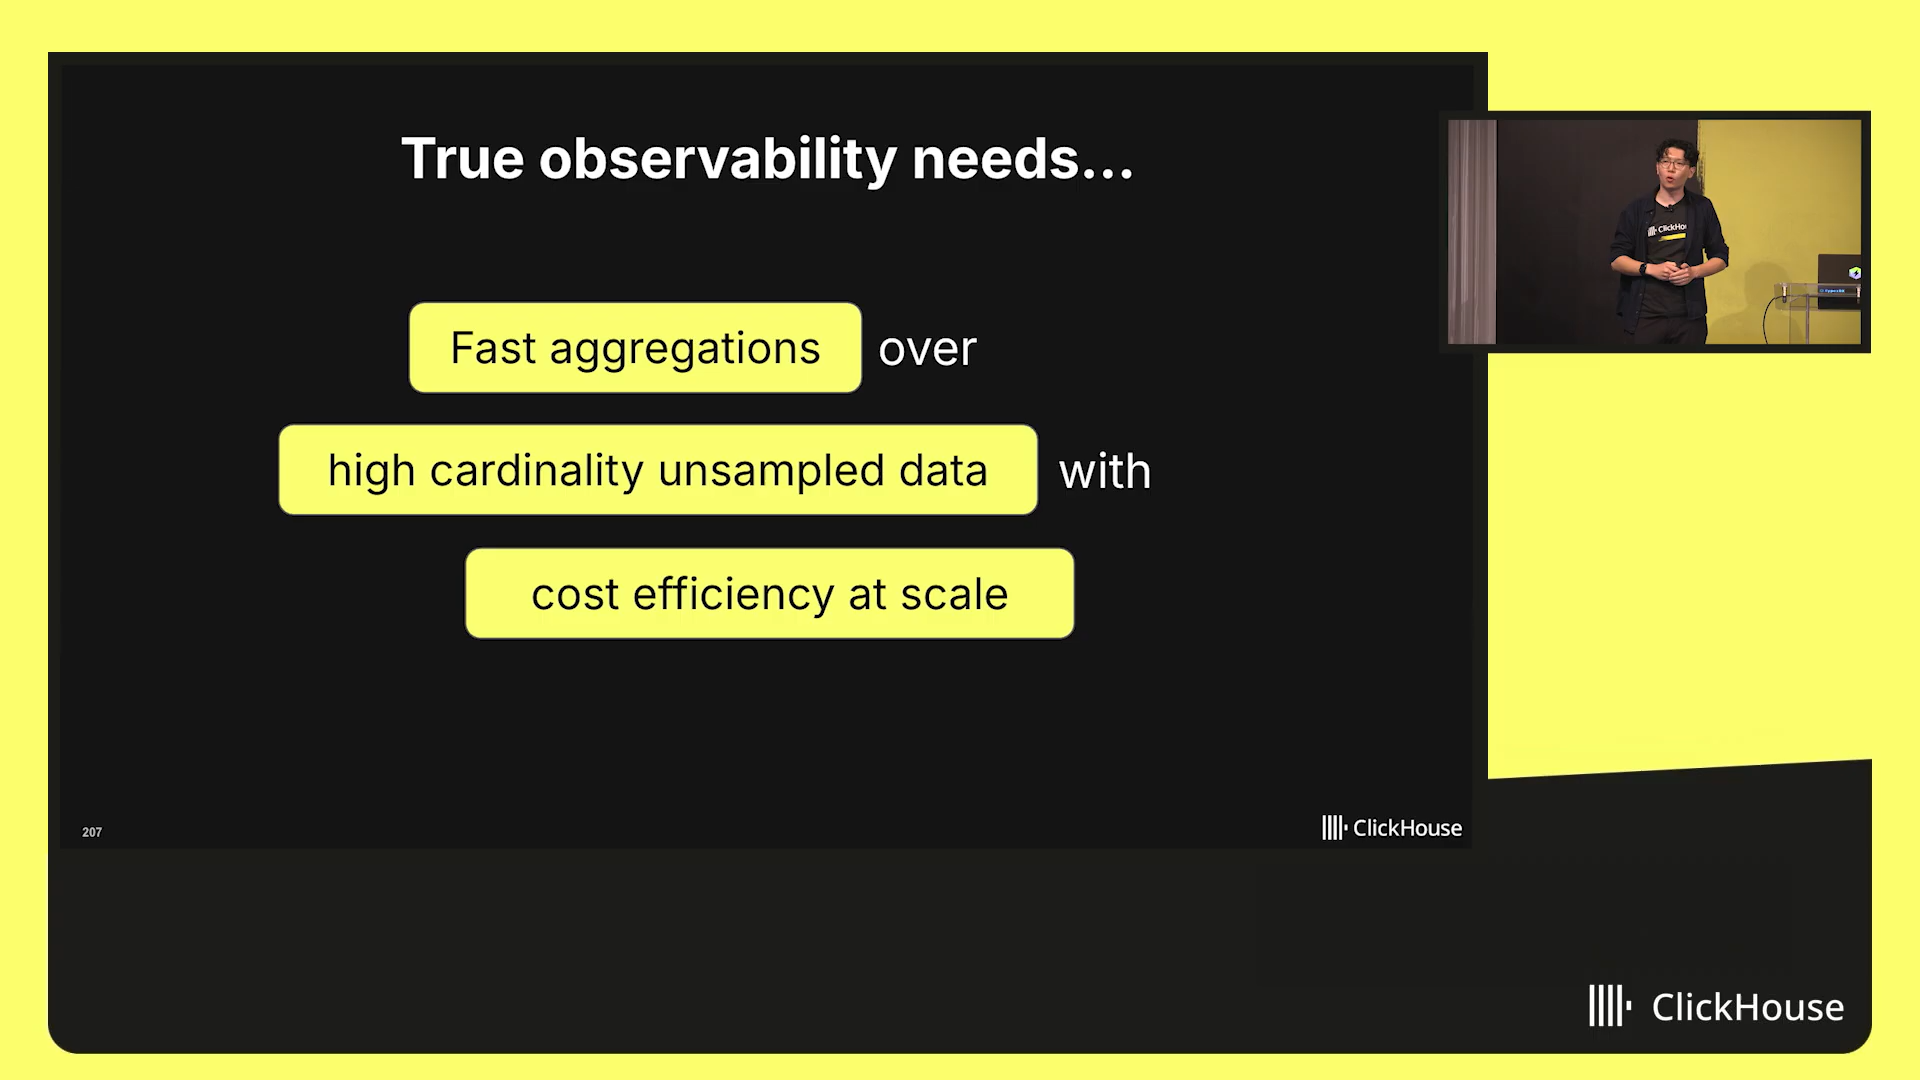 True observability needs...
Fast aggregations over
high cardinality unsampled data with
cost efficiency at scale
207
ClickHouse
ClickHouse